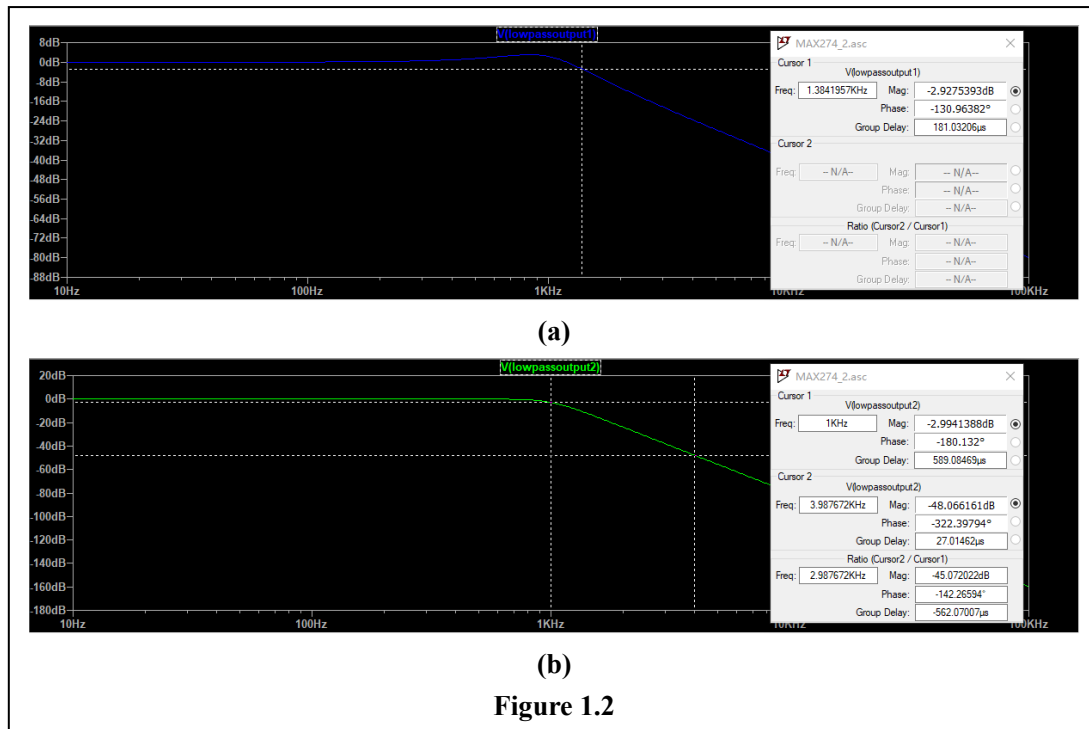 V(lowpassoutput1)
8dB
0dB
-8dB
-16dB
-24dB
-32dB
-40dB
-48dB
-56dB
-64dB
-72dB
-80dB
-88dB
10Hz 100Hz 1KHz 10KHz 100KHz
MAX274_2.asc
Cursor 1
V(lowpassoutput1)
Freq: 1.3841957KHz Mag: -2.9275393dB
Phase: -130.96382°
Group Delay: 181.03206µs
Cursor 2
Freq: -- N/A-- Mag: -- N/A--
Phase: -- N/A--
Group Delay: -- N/A--
Ratio (Cursor2 / Cursor1)
Freq: -- N/A-- Mag: -- N/A--
Phase: -- N/A--
Group Delay: -- N/A--
(a)
V(lowpassoutput2)
20dB
0dB
-20dB
-40dB
-60dB
-80dB
-100dB
-120dB
-140dB
-160dB
-180dB
10Hz 100Hz 1KHz 10KHz 100KHz
MAX274_2.asc
Cursor 1
V(lowpassoutput2)
Freq: 1KHz Mag: -2.9941388dB
Phase: -180.132°
Group Delay: 589.08469µs
Cursor 2
V(lowpassoutput2)
Freq: 3.987672KHz Mag: -48.066161dB
Phase: -322.39794°
Group Delay: 27.01462µs
Ratio (Cursor2 / Cursor1)
Freq: 2.987672KHz Mag: -45.072022dB
Phase: -142.26594°
Group Delay: -562.07007µs
(b)
Figure 1.2